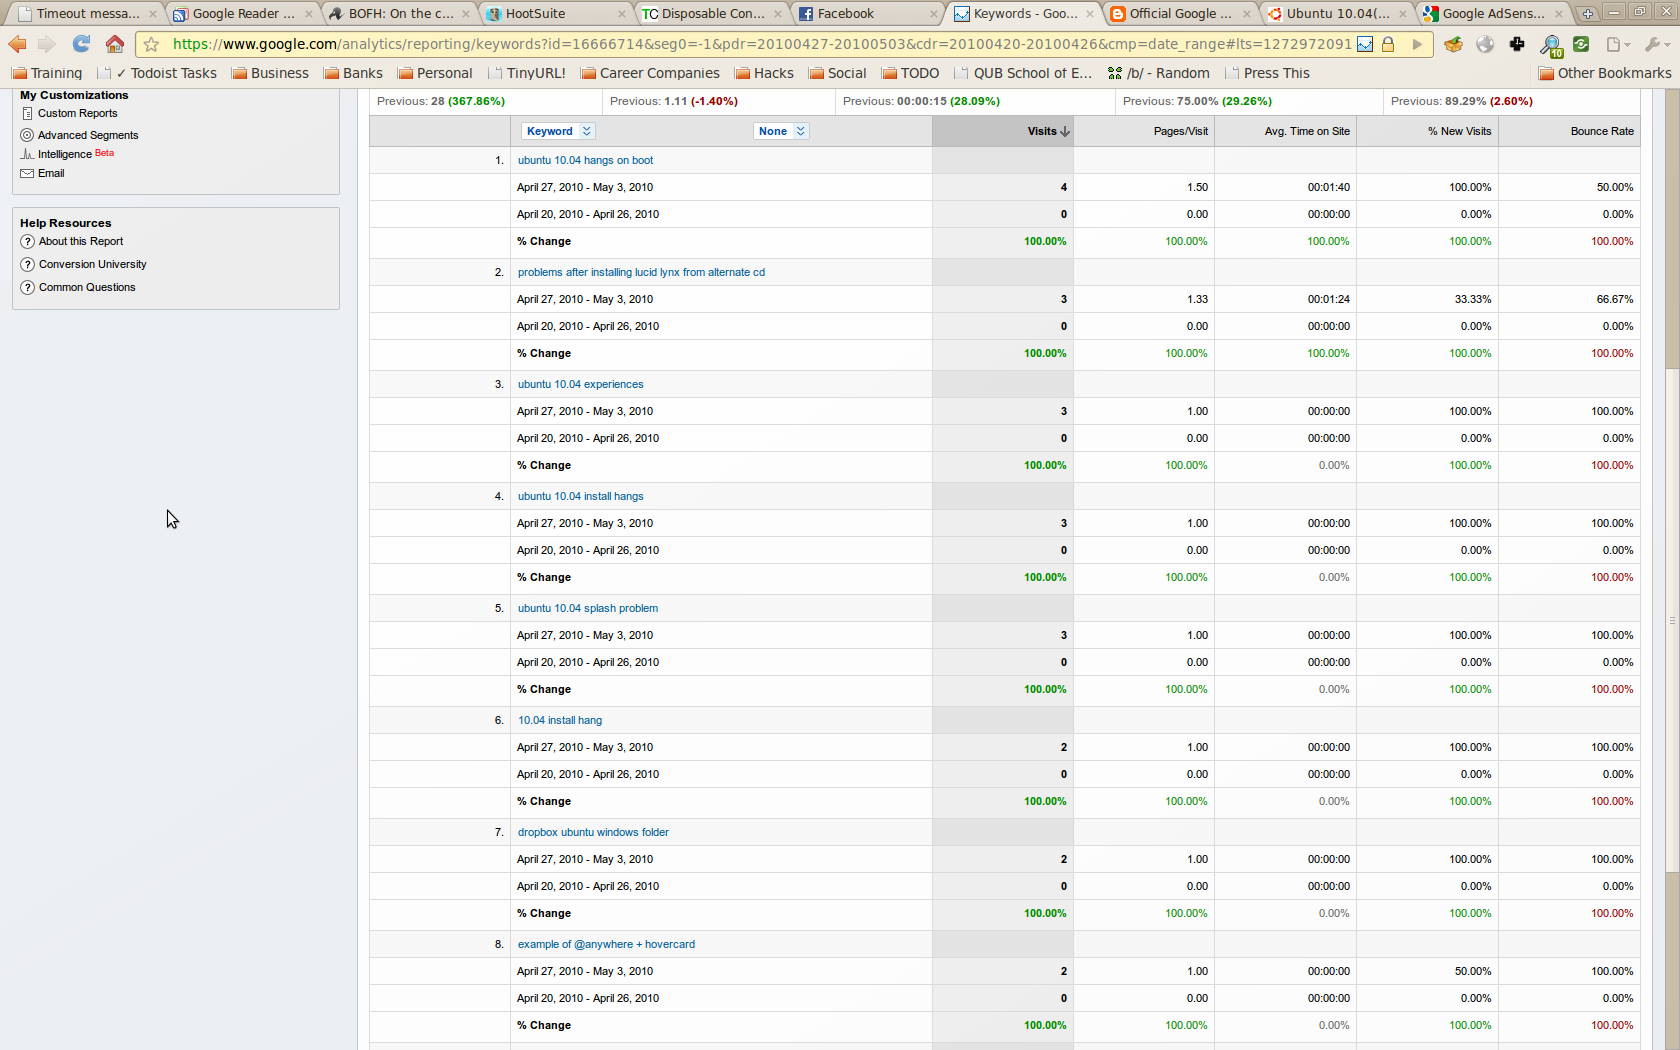 Timeout messa...
Google Reader ...
BOFH: On the c...
HootSuite
TC Disposable Con...
Facebook
Keywords - Goo...
Official Google ...
Ubuntu 10.04(...
Google AdSens...
https://www.google.com/analytics/reporting/keywords?id=16666714&seg0=-1&pdr=20100427-20100503&cdr=20100420-20100426&cmp=date_range#lts=1272972091
10
Training
✓ Todoist Tasks
Business
Banks
Personal
TinyURL!
Career Companies
Hacks
Social
TODO
QUB School of E...
/b/ - Random
Press This
Other Bookmarks
My Customizations
Custom Reports
Advanced Segments
Intelligence Beta
Email
Help Resources
? About this Report
? Conversion University
? Common Questions
Previous: 28 (367.86%) Previous: 1.11 (-1.40%) Previous: 00:00:15 (28.09%) Previous: 75.00% (29.26%) Previous: 89.29% (2.60%)
Keyword None Visits Pages/Visit Avg. Time on Site % New Visits Bounce Rate
1. ubuntu 10.04 hangs on boot
April 27, 2010 - May 3, 2010 4 1.50 00:01:40 100.00% 50.00%
April 20, 2010 - April 26, 2010 0 0.00 00:00:00 0.00% 0.00%
% Change 100.00% 100.00% 100.00% 100.00% 100.00%
2. problems after installing lucid lynx from alternate cd
April 27, 2010 - May 3, 2010 3 1.33 00:01:24 33.33% 66.67%
April 20, 2010 - April 26, 2010 0 0.00 00:00:00 0.00% 0.00%
% Change 100.00% 100.00% 100.00% 100.00% 100.00%
3. ubuntu 10.04 experiences
April 27, 2010 - May 3, 2010 3 1.00 00:00:00 100.00% 100.00%
April 20, 2010 - April 26, 2010 0 0.00 00:00:00 0.00% 0.00%
% Change 100.00% 100.00% 0.00% 100.00% 100.00%
4. ubuntu 10.04 install hangs
April 27, 2010 - May 3, 2010 3 1.00 00:00:00 100.00% 100.00%
April 20, 2010 - April 26, 2010 0 0.00 00:00:00 0.00% 0.00%
% Change 100.00% 100.00% 0.00% 100.00% 100.00%
5. ubuntu 10.04 splash problem
April 27, 2010 - May 3, 2010 3 1.00 00:00:00 100.00% 100.00%
April 20, 2010 - April 26, 2010 0 0.00 00:00:00 0.00% 0.00%
% Change 100.00% 100.00% 0.00% 100.00% 100.00%
6. 10.04 install hang
April 27, 2010 - May 3, 2010 2 1.00 00:00:00 100.00% 100.00%
April 20, 2010 - April 26, 2010 0 0.00 00:00:00 0.00% 0.00%
% Change 100.00% 100.00% 0.00% 100.00% 100.00%
7. dropbox ubuntu windows folder
April 27, 2010 - May 3, 2010 2 1.00 00:00:00 100.00% 100.00%
April 20, 2010 - April 26, 2010 0 0.00 00:00:00 0.00% 0.00%
% Change 100.00% 100.00% 0.00% 100.00% 100.00%
8. example of @anywhere + hovercard
April 27, 2010 - May 3, 2010 2 1.00 00:00:00 50.00% 100.00%
April 20, 2010 - April 26, 2010 0 0.00 00:00:00 0.00% 0.00%
% Change 100.00% 100.00% 0.00% 100.00% 100.00%